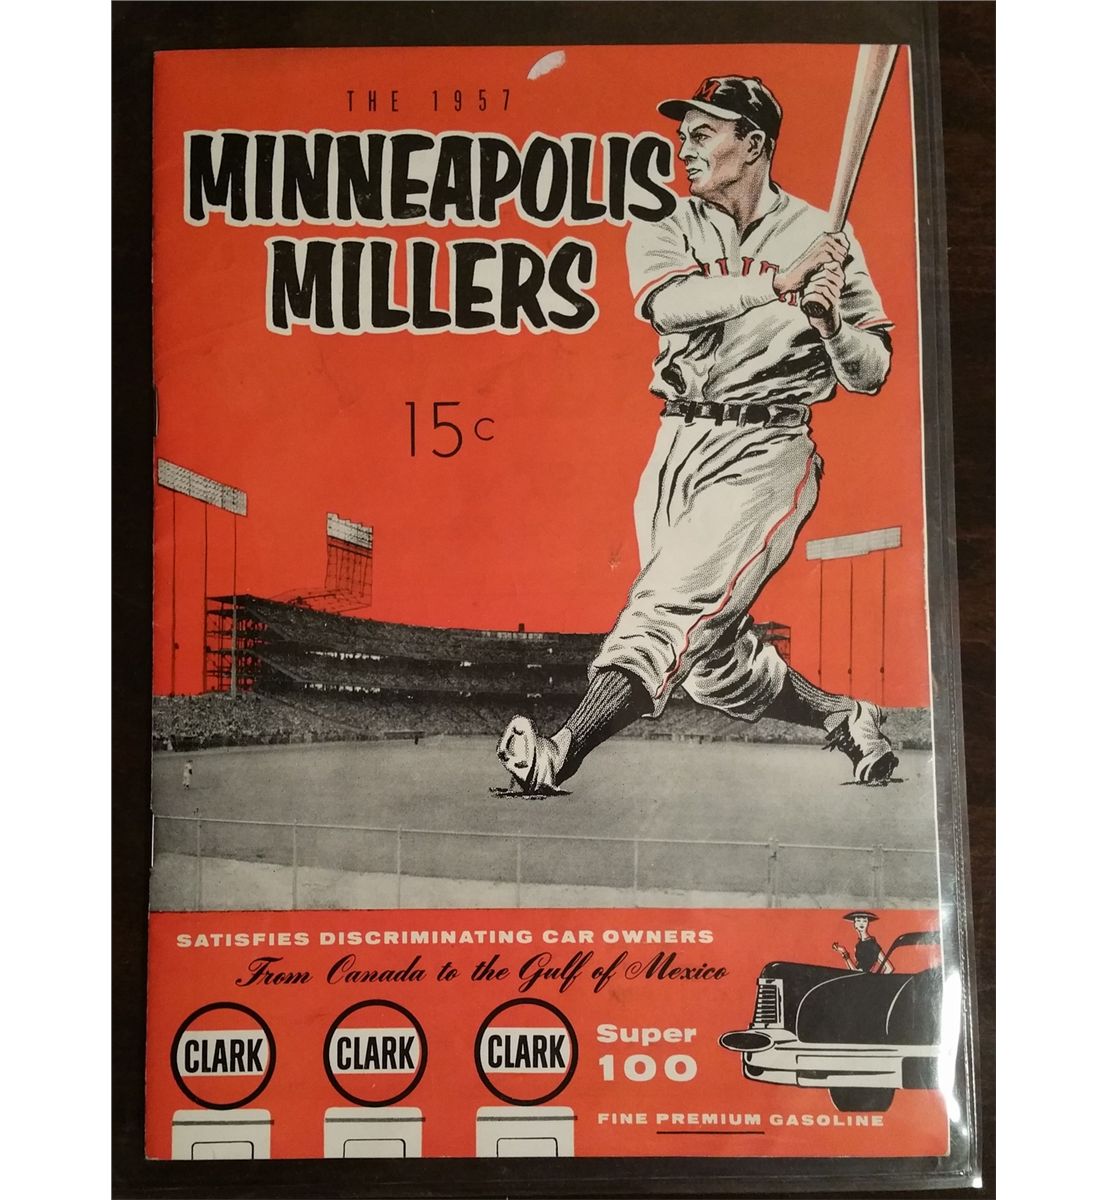 THE 1957
MINNEAPOLIS
MILLERS
M
15c
SATISFIES DISCRIMINATING CAR OWNERS
From Canada to the Gulf of Mexico
CLARK CLARK CLARK
Super
100
FINE PREMIUM GASOLINE